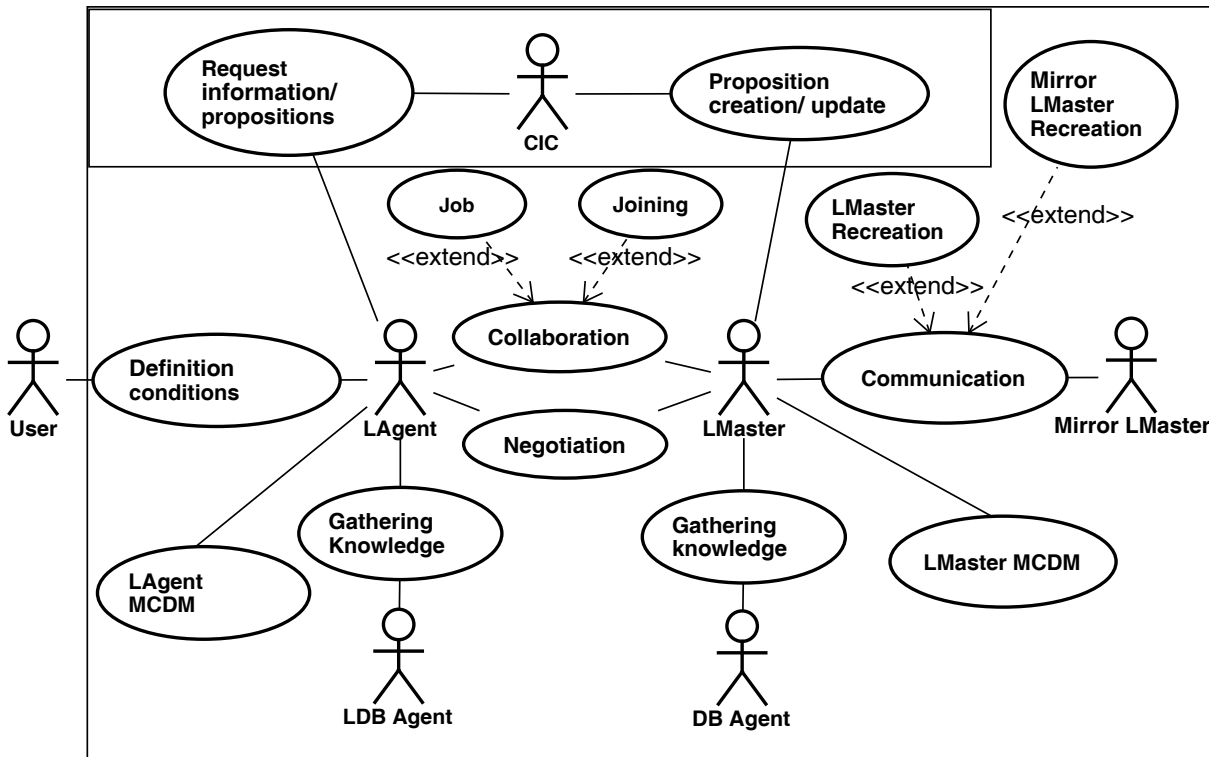 Request
information/
propositions
CIC
Proposition
creation/ update
Mirror
LMaster
Recreation
Job
Joining
LMaster
Recreation
<<extend>>
<<extend>>
<<extend>>
<<extend>>
Collaboration
Definition
conditions
Communication
User
LAgent
LMaster
Mirror LMaster
Negotiation
Gathering
Knowledge
Gathering
knowledge
LMaster MCDM
LAgent
MCDM
LDB Agent
DB Agent